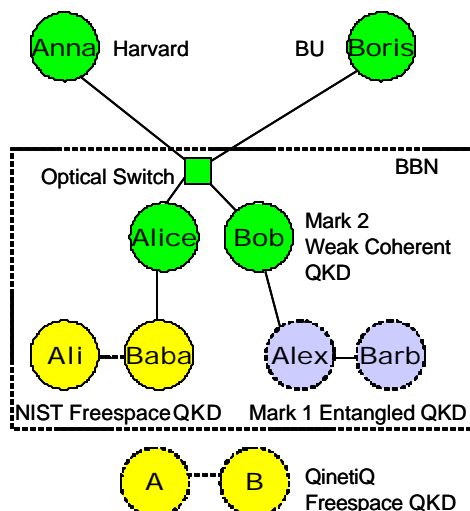 Anna
Harvard
BU
Boris
BBN
Optical Switch
Alice
Bob
Mark 2
Weak Coherent
QKD
Ali
Baba
Alex
Barb
NIST Freespace QKD
Mark 1 Entangled QKD
A
B
QinetiQ
Freespace QKD